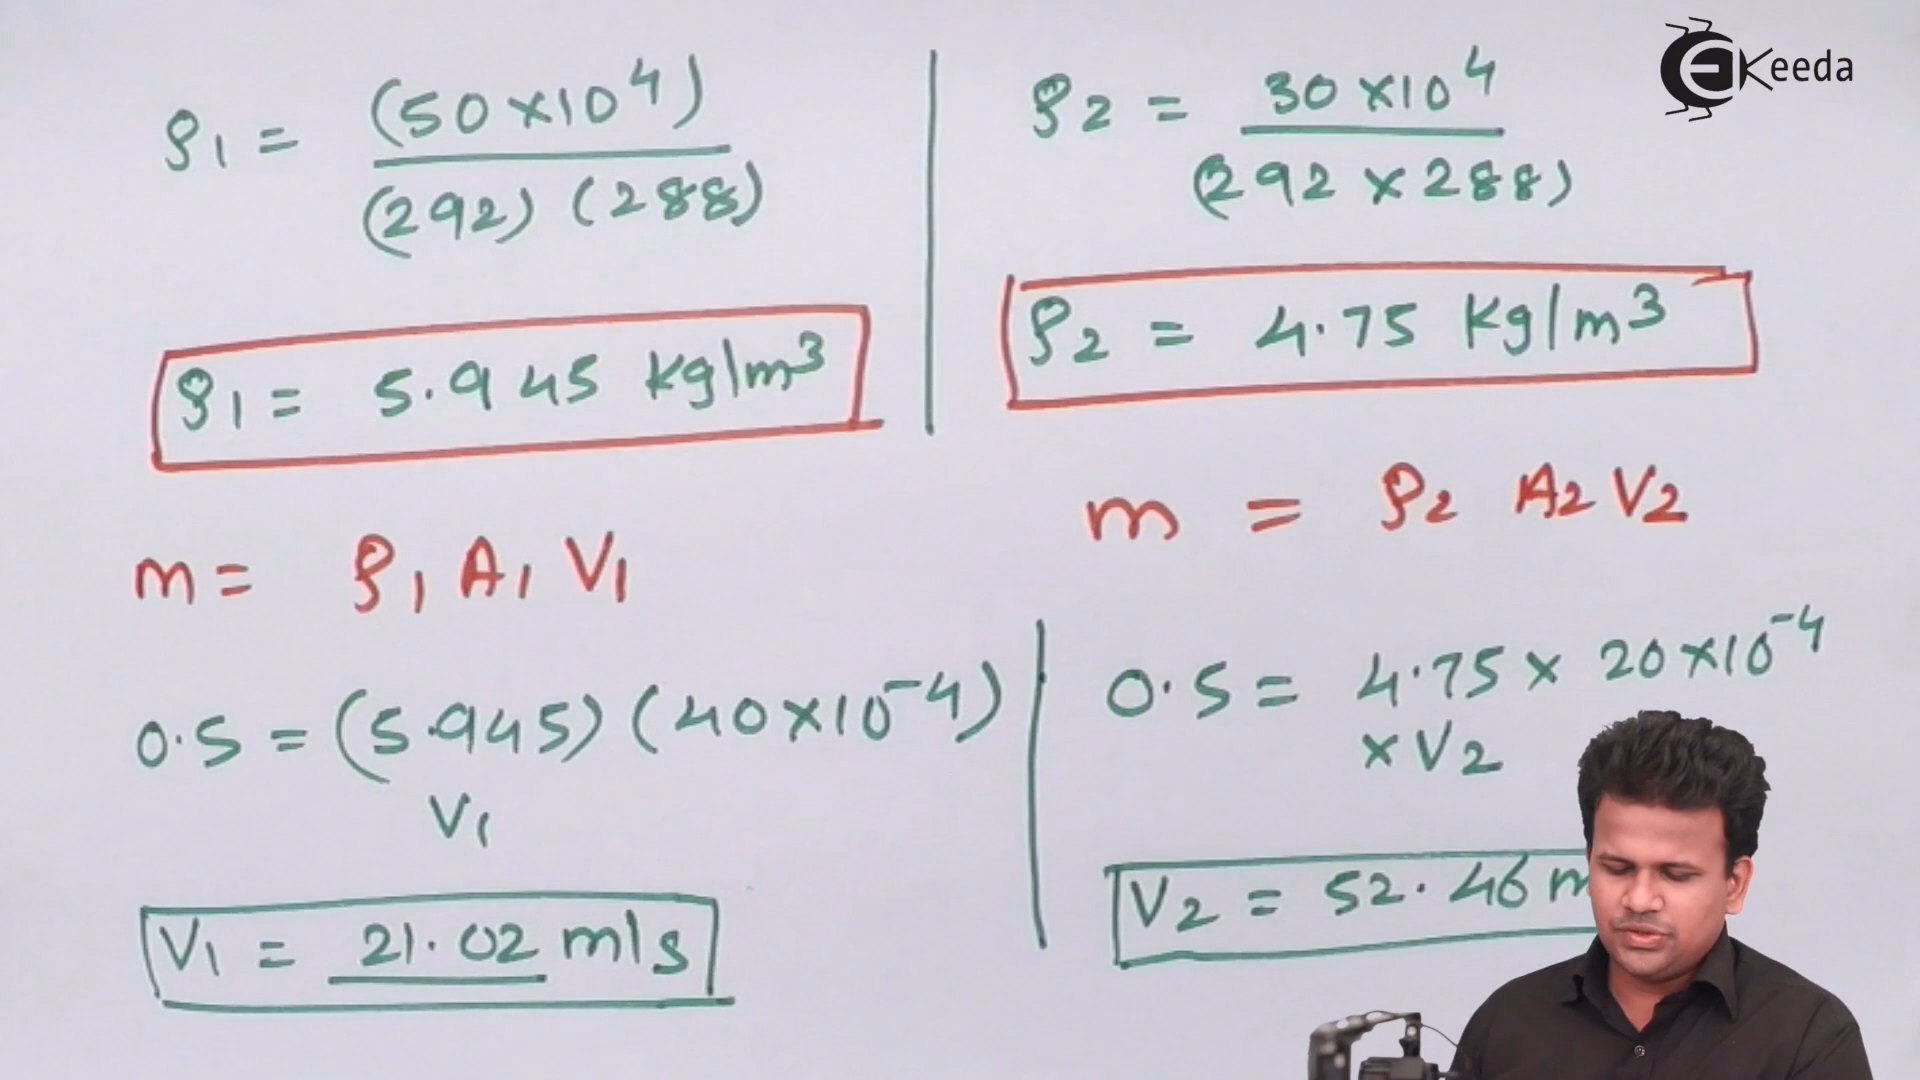 EKeeda
ρ1 = (50×10⁴)
(292) (288)
ρ1 = 5.945 Kg/m³
m = ρ1 A1 V1
0.5 = (5.945) (40×10⁻⁴)
V1
V1 = 21.02 m/s
ρ2 = 30×10⁴
(292 × 288)
ρ2 = 4.75 Kg/m³
m = ρ2 A2 V2
0.5 = 4.75 × 20×10⁻⁴
× V2
V2 = 52.46 m